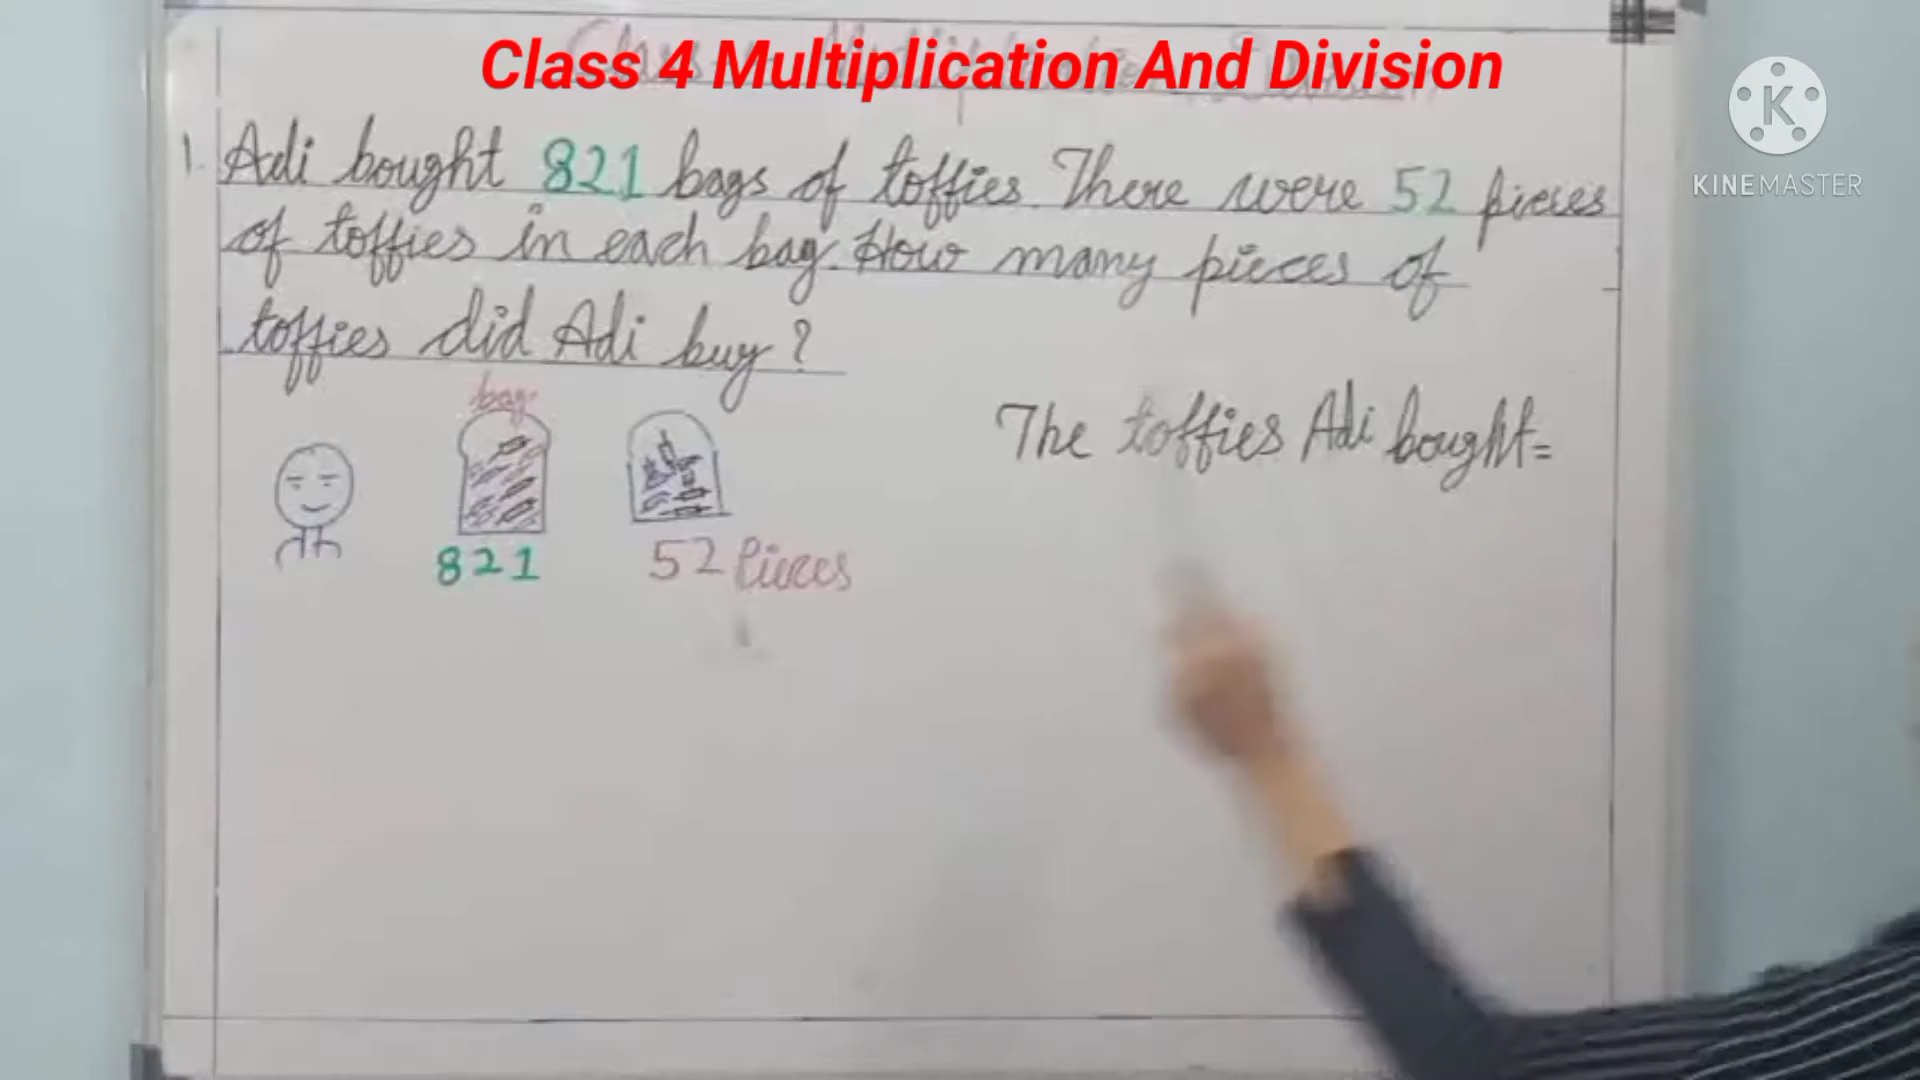 Class 4 Multiplication And Division
1. Adi bought 821 bags of toffies. There were 52 pieces
of toffies in each bag. How many pieces of
toffies did Adi buy?
bag
821
52 Pieces
The toffies Adi bought=
K
KINEMASTER